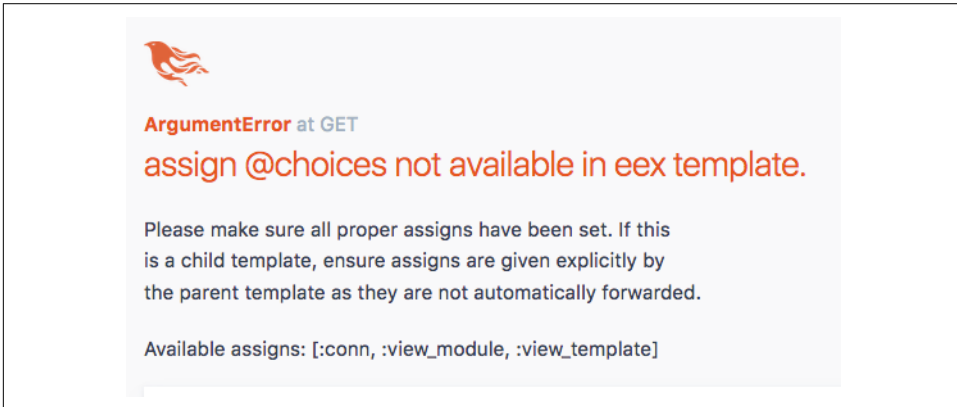 ArgumentError at GET
assign @choices not available in eex template.
Please make sure all proper assigns have been set. If this
is a child template, ensure assigns are given explicitly by
the parent template as they are not automatically forwarded.
Available assigns: [:conn, :view_module, :view_template]